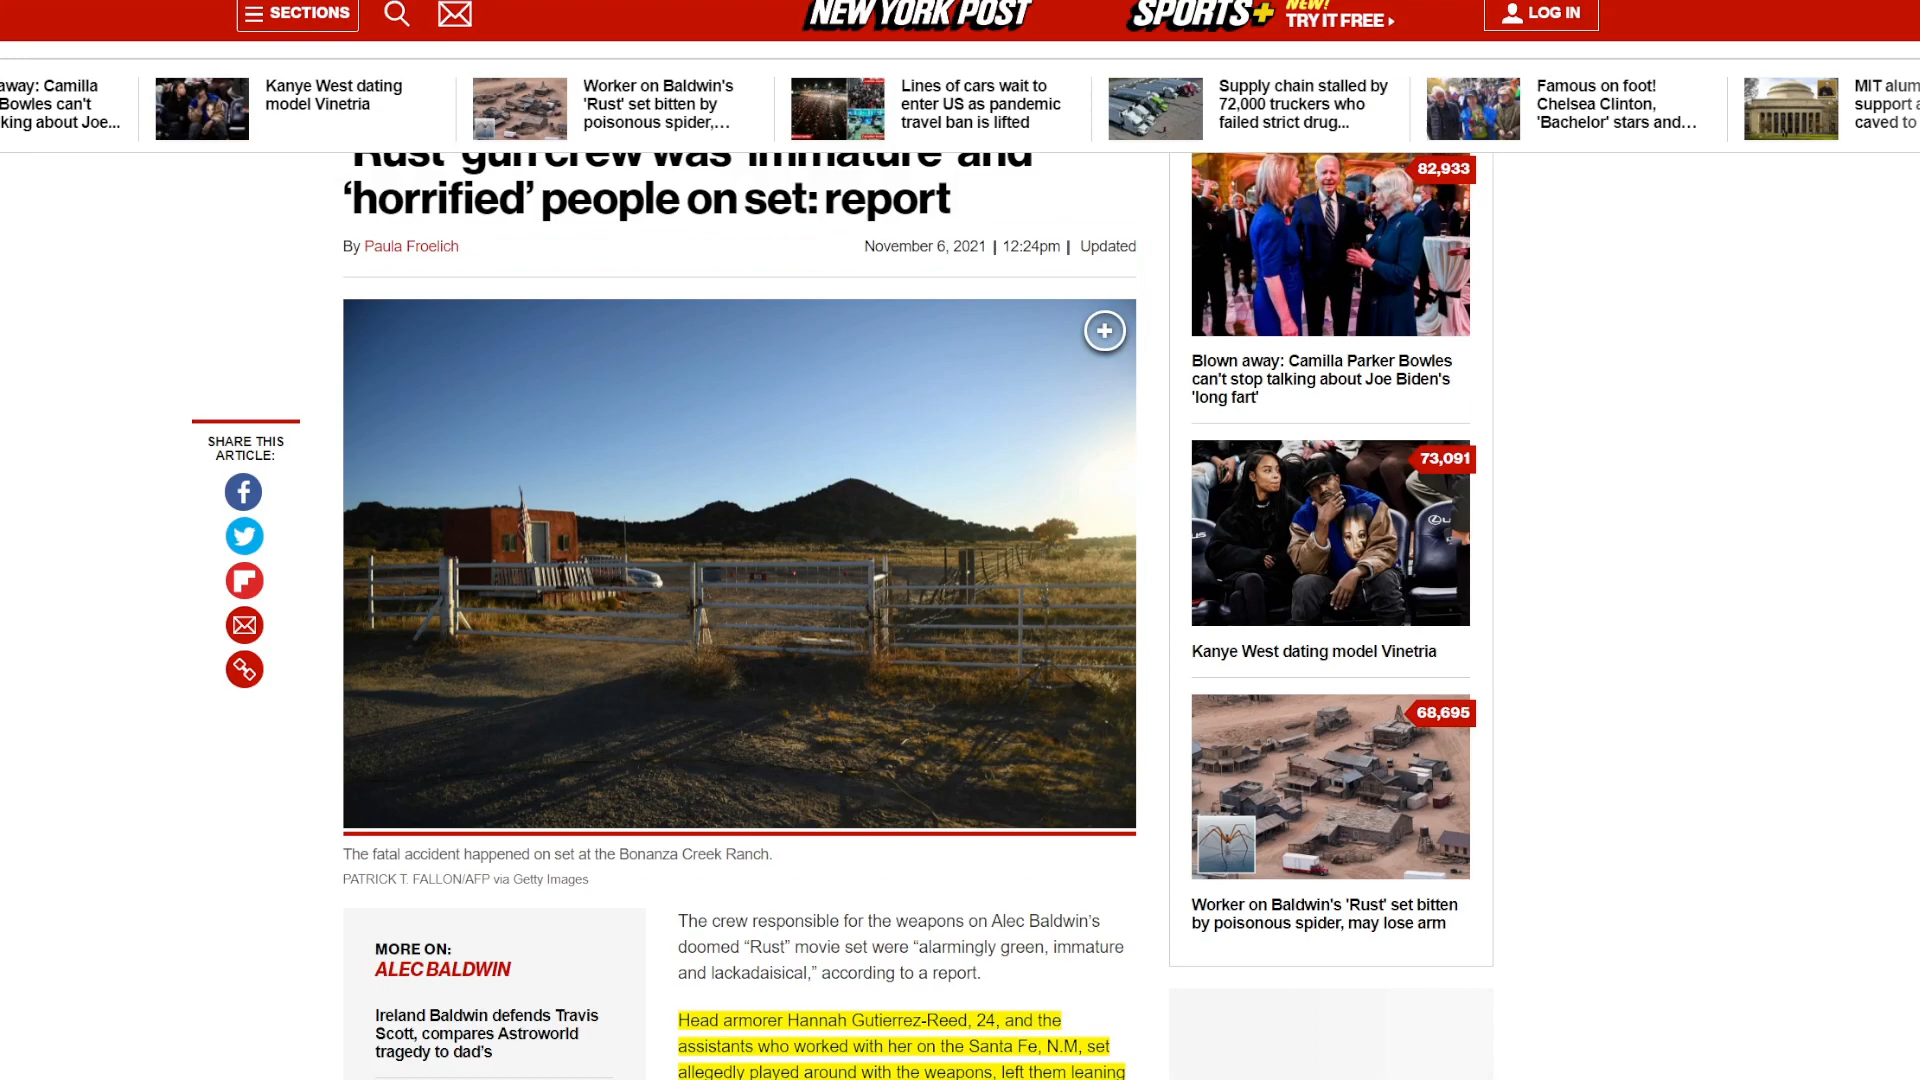 SECTIONS
NEW YORK POST
SPORTS+
NEW!
TRY IT FREE
LOG IN
away: Camilla
Bowles can't
king about Joe...
Kanye West dating
model Vinetria
Worker on Baldwin's
'Rust' set bitten by
poisonous spider,...
Lines of cars wait to
enter US as pandemic
travel ban is lifted
Supply chain stalled by
72,000 truckers who
failed strict drug...
Famous on foot!
Chelsea Clinton,
'Bachelor' stars and...
MIT alum
support a
caved to
'Rust' gun crew was 'immature' and
‘horrified’ people on set: report
By Paula Froelich
November 6, 2021 | 12:24pm | Updated
SHARE THIS
ARTICLE:
The fatal accident happened on set at the Bonanza Creek Ranch.
PATRICK T. FALLON/AFP via Getty Images
MORE ON:
ALEC BALDWIN
Ireland Baldwin defends Travis
Scott, compares Astroworld
tragedy to dad's
The crew responsible for the weapons on Alec Baldwin’s
doomed “Rust” movie set were “alarmingly green, immature
and lackadaisical,” according to a report.
Head armorer Hannah Gutierrez-Reed, 24, and the
assistants who worked with her on the Santa Fe, N.M, set
allegedly played around with the weapons, left them leaning
82,933
Blown away: Camilla Parker Bowles
can't stop talking about Joe Biden's
'long fart'
73,091
Kanye West dating model Vinetria
68,695
Worker on Baldwin's 'Rust' set bitten
by poisonous spider, may lose arm